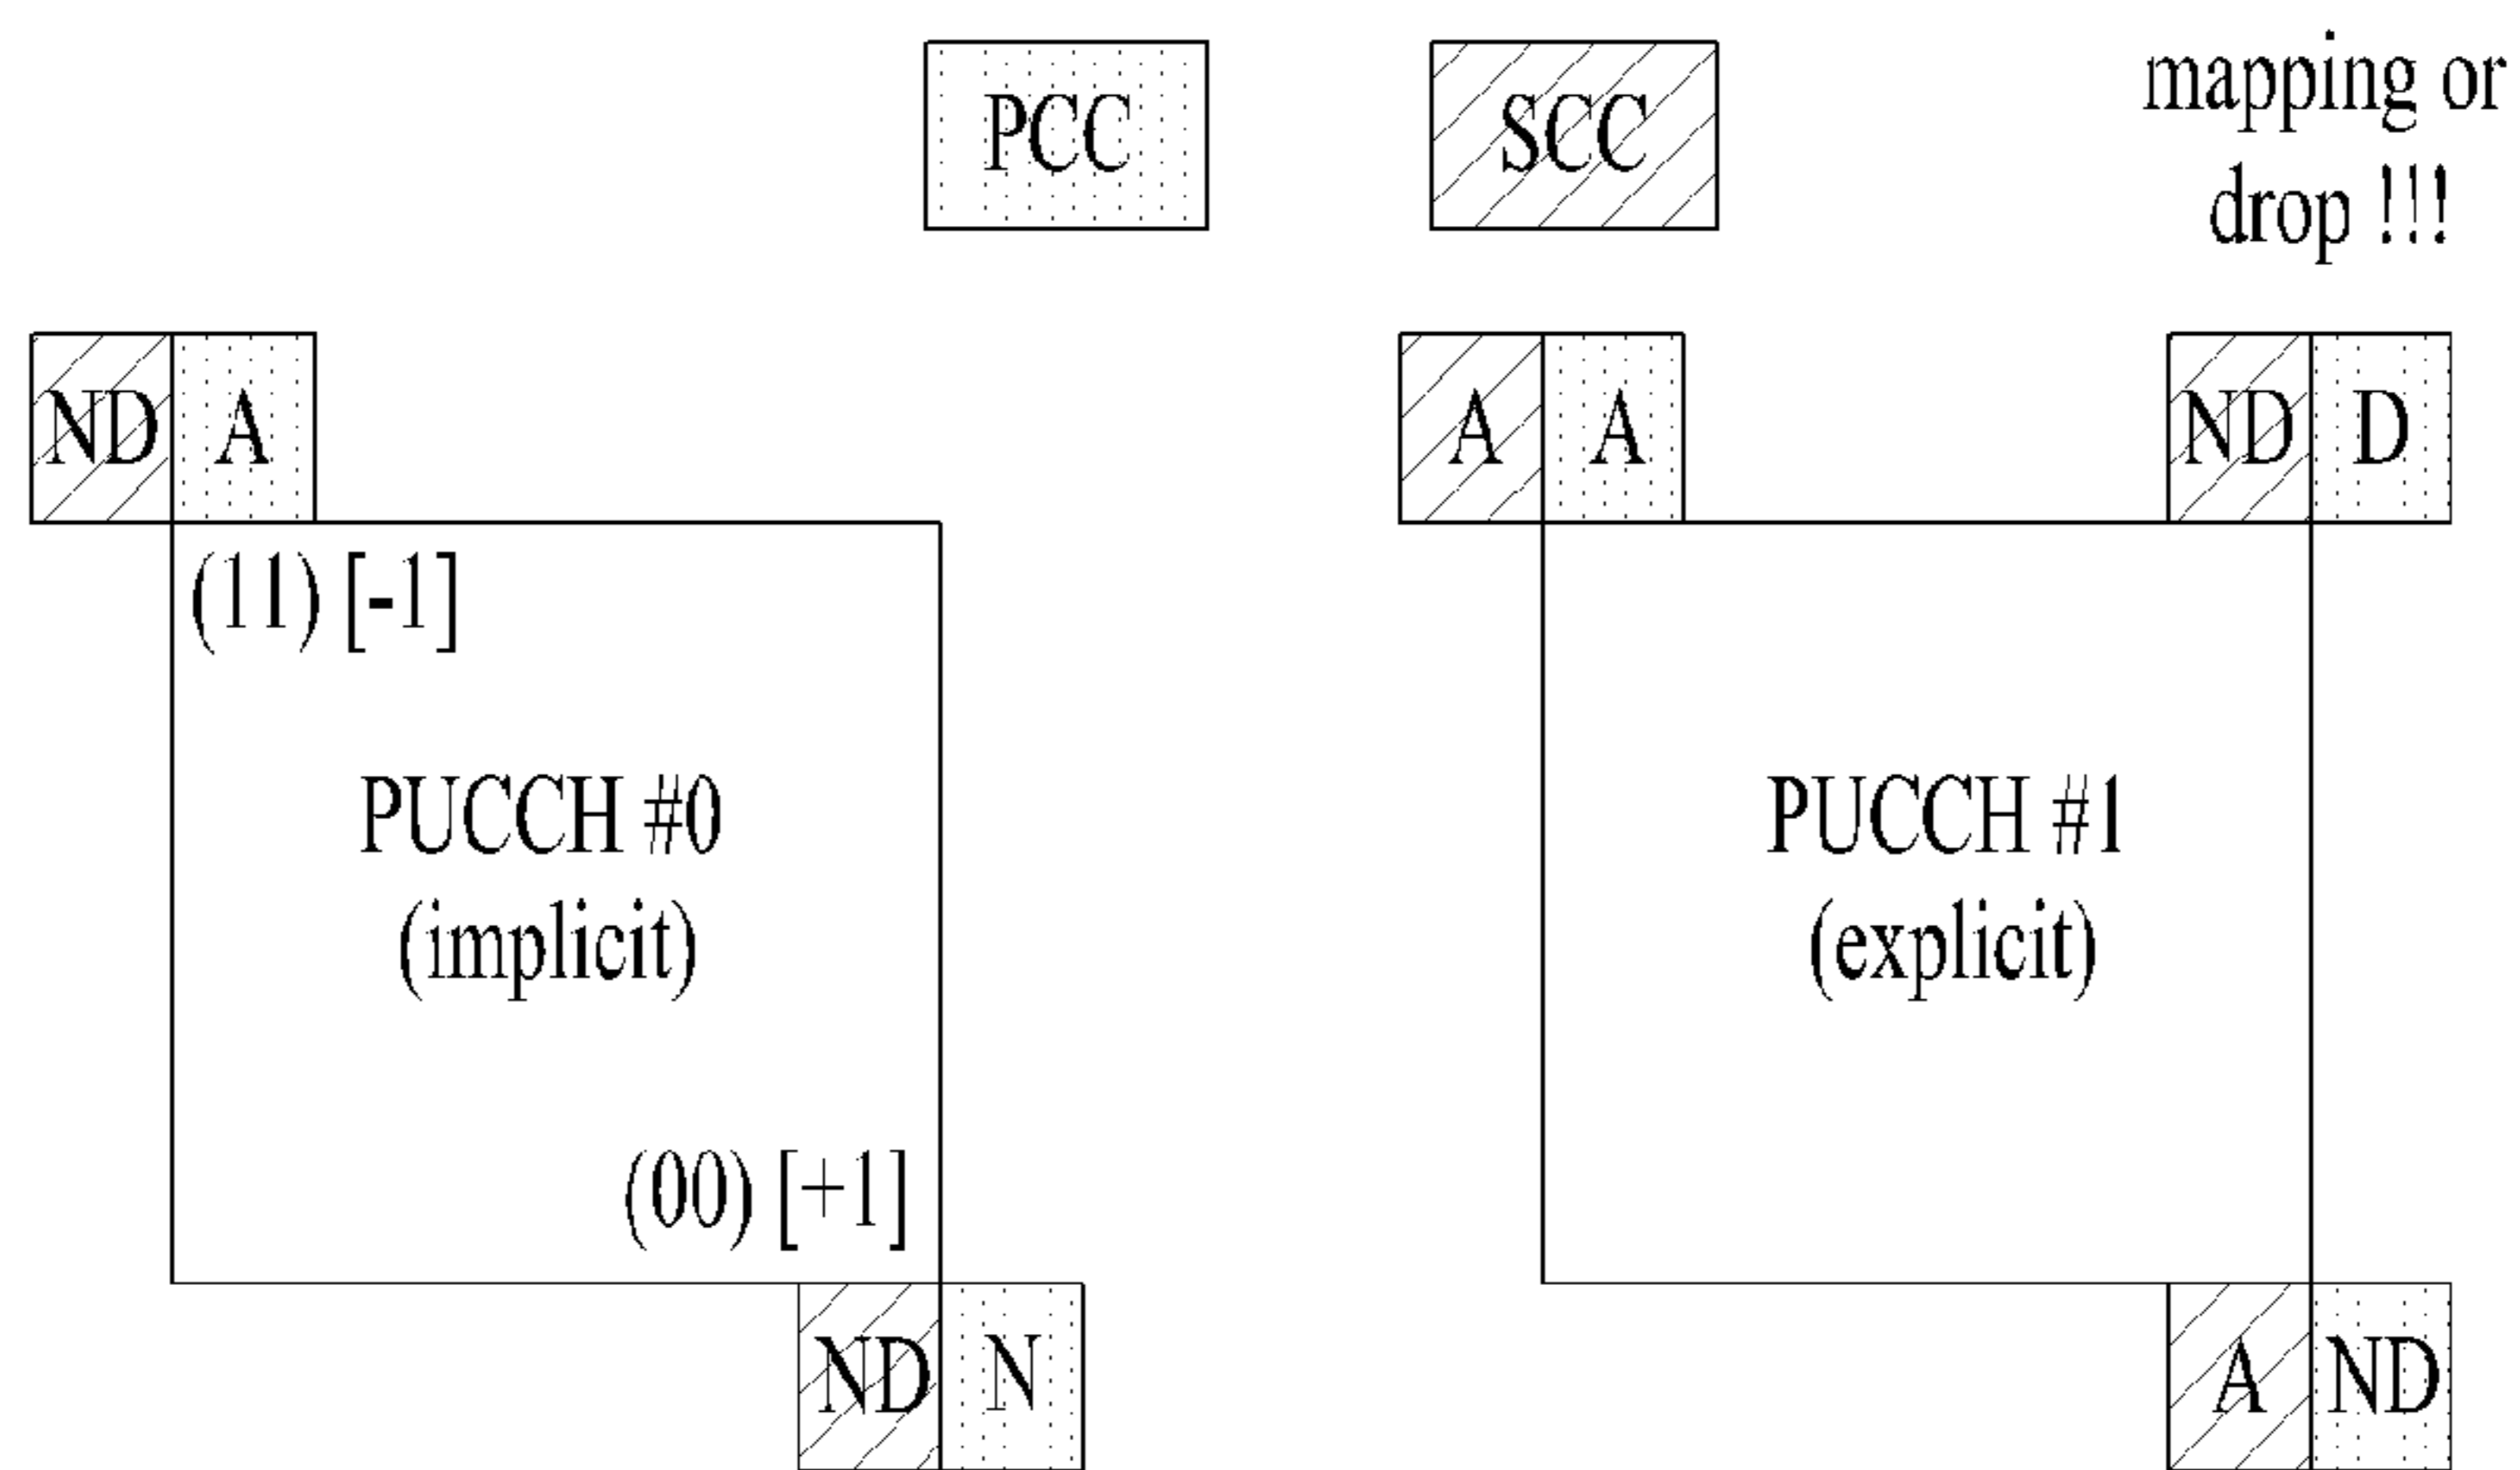 PCC
SCC
mapping or
drop !!!
ND A
A A
ND D
(11) [-1]
PUCCH #0
(implicit)
PUCCH #1
(explicit)
(00) [+1]
ND N
A ND